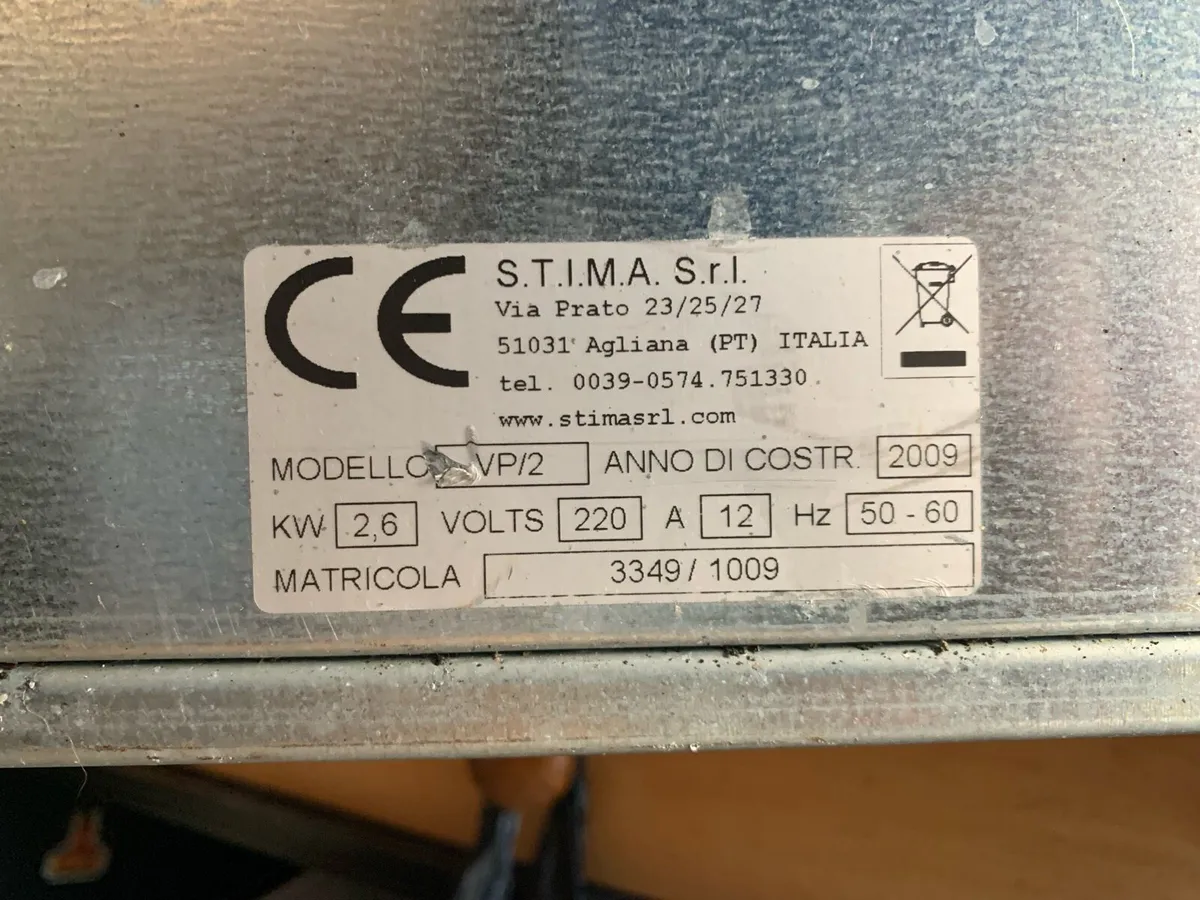 CE
S.T.I.M.A. S.r.l.
Via Prato 23/25/27
51031 Agliana (PT) ITALIA
tel. 0039-0574.751330
www.stimasrl.com
MODELLO VP/2 ANNO DI COSTR. 2009
KW 2,6 VOLTS 220 A 12 Hz 50 - 60
MATRICOLA 3349/ 1009